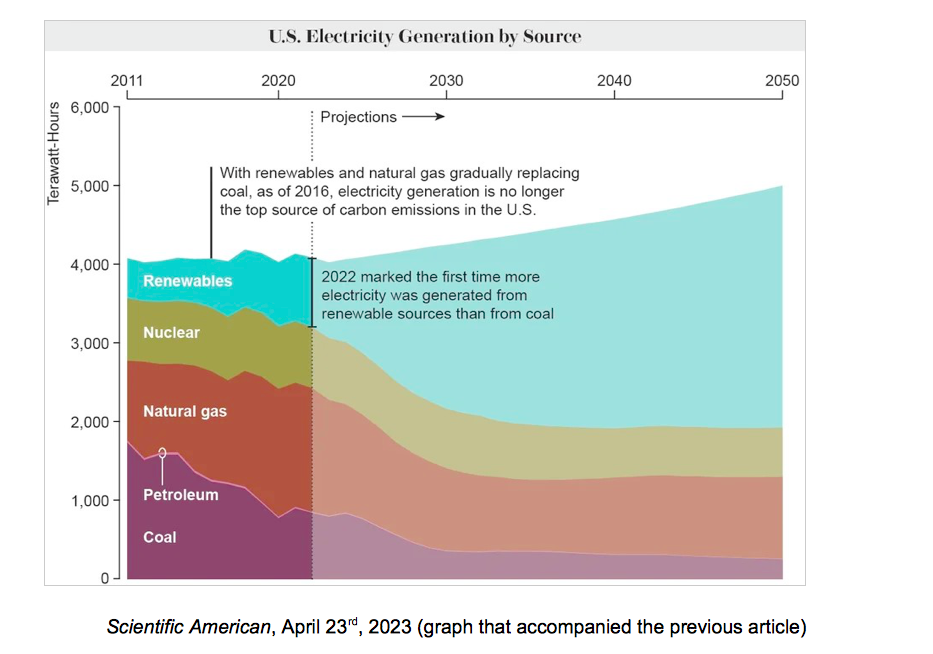 U.S. Electricity Generation by Source
2011 2020 2030 2040 2050
Terawatt-Hours
6,000
Projections
With renewables and natural gas gradually replacing
coal, as of 2016, electricity generation is no longer
the top source of carbon emissions in the U.S.
5,000
4,000
Renewables
2022 marked the first time more
electricity was generated from
renewable sources than from coal
Nuclear
3,000
Natural gas
2,000
Petroleum
1,000
Coal
0
Scientific American, April 23rd, 2023 (graph that accompanied the previous article)